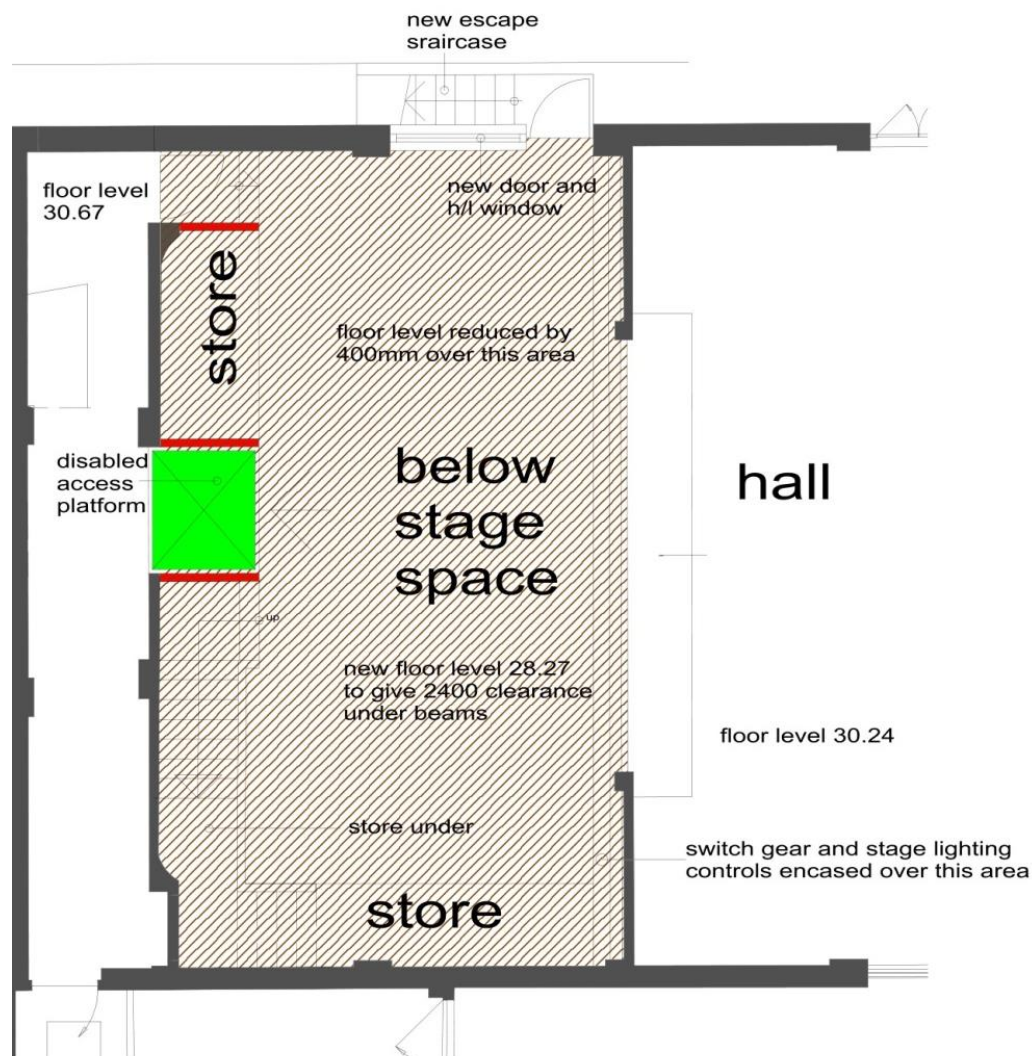 new escape
sraircase
floor level
30.67
new door and
h/l window
store
floor level reduced by
400mm over this area
disabled
access
platform
below
stage
space
hall
up
new floor level 28.27
to give 2400 clearance
under beams
floor level 30.24
store under
switch gear and stage lighting
controls encased over this area
store